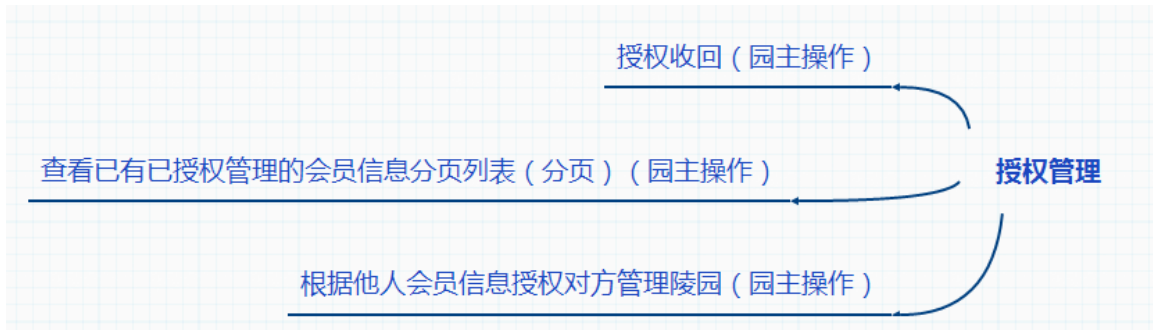 授权收回（园主操作）
查看已有已授权管理的会员信息分页列表（分页）（园主操作）
授权管理
根据他人会员信息授权对方管理陵园（园主操作）